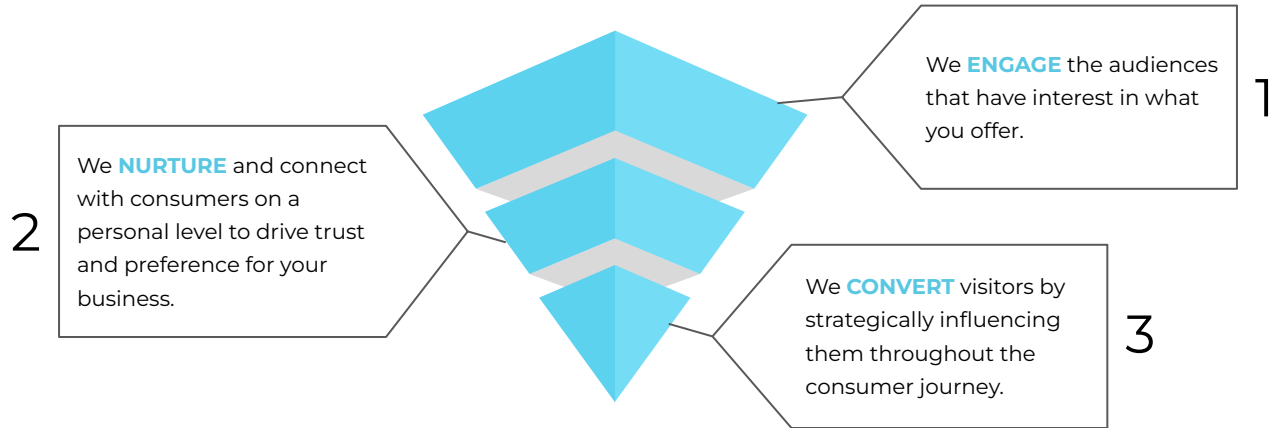 We ENGAGE the audiences
that have interest in what
you offer.
1
We NURTURE and connect
with consumers on a
personal level to drive trust
and preference for your
business.
2
We CONVERT visitors by
strategically influencing
them throughout the
consumer journey.
3